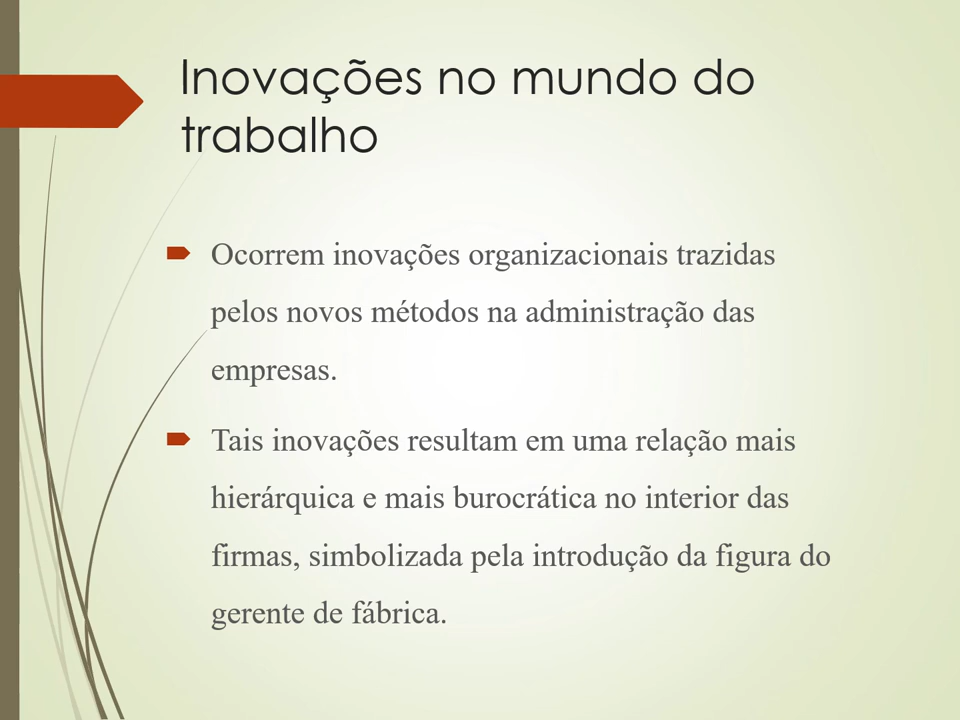 Inovações no mundo do
trabalho
Ocorrem inovações organizacionais trazidas
pelos novos métodos na administração das
empresas.
Tais inovações resultam em uma relação mais
hierárquica e mais burocrática no interior das
firmas, simbolizada pela introdução da figura do
gerente de fábrica.